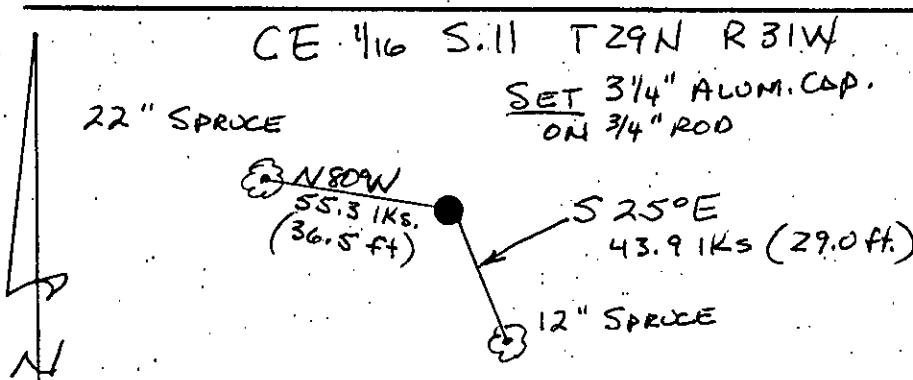 CE 1/16 S.11 T29N R31W
SET 3 1/4" ALUM. CAP.
ON 3/4" ROD
22" SPRUCE
N80W
55.3 lKs.
(36.5 ft)
S 25°E
43.9 lKs (29.0 ft.)
12" SPRUCE
N